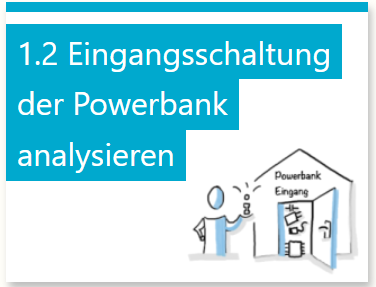 1.2 Eingangsschaltung
der Powerbank
analysieren
Powerbank
Eingang